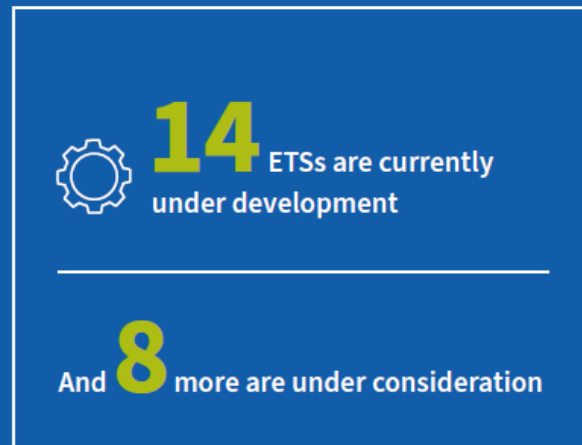 14 ETSs are currently
under development
And 8 more are under consideration